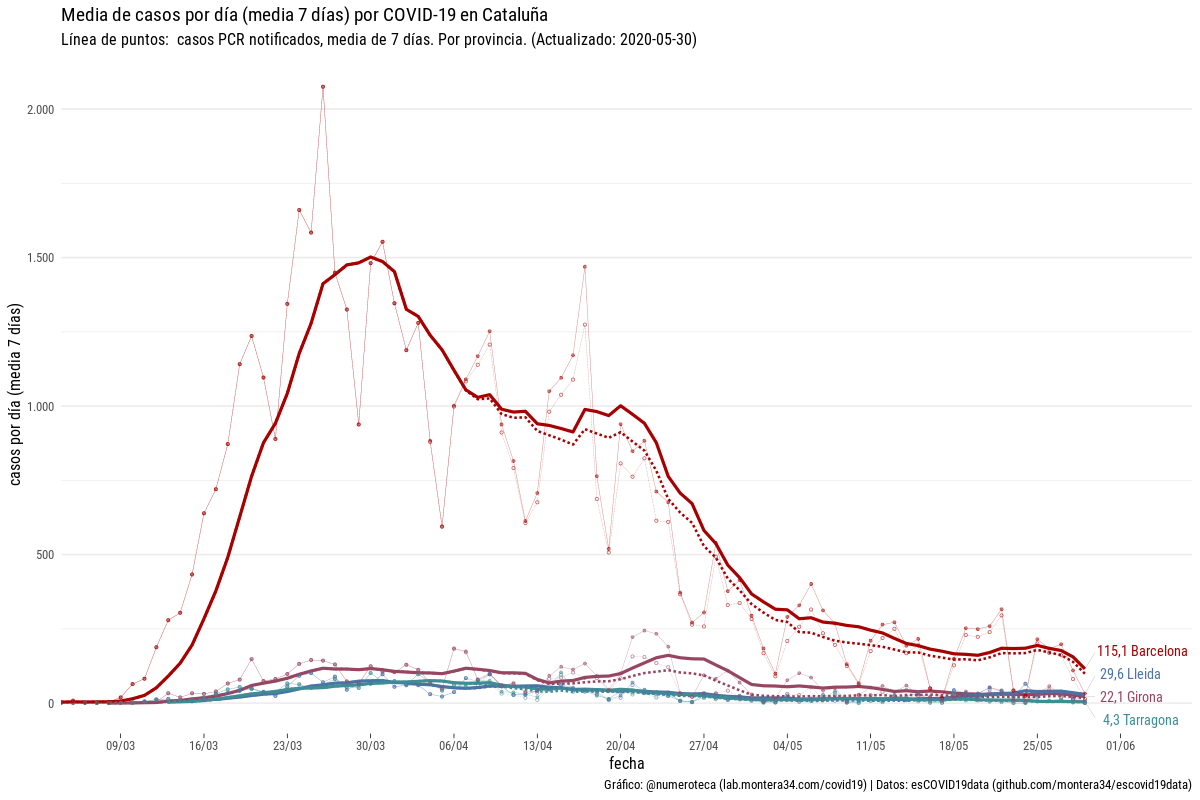 Media de casos por día (media 7 días) por COVID-19 en Cataluña
Línea de puntos: casos PCR notificados, media de 7 días. Por provincia. (Actualizado: 2020-05-30)
casos por día (media 7 días)
2.000
1.500
1.000
500
0
115,1 Barcelona
29,6 Lleida
22,1 Girona
4,3 Tarragona
09/03 16/03 23/03 30/03 06/04 13/04 20/04 27/04 04/05 11/05 18/05 25/05 01/06
fecha
Gráfico: @numeroteca (lab.montera34.com/covid19) | Datos: esCOVID19data (github.com/montera34/escovid19data)